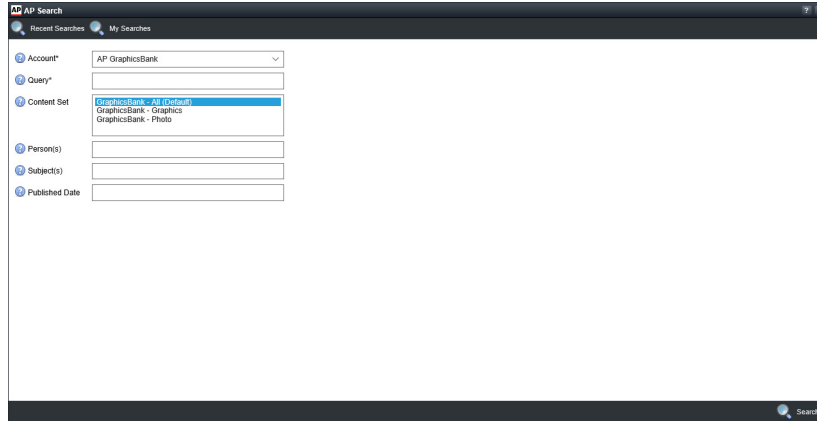 AP AP Search ?
Recent Searches My Searches
? Account* AP GraphicsBank
? Query*
? Content Set GraphicsBank - All (Default)
GraphicsBank - Graphics
GraphicsBank - Photo
? Person(s)
? Subject(s)
? Published Date
Search